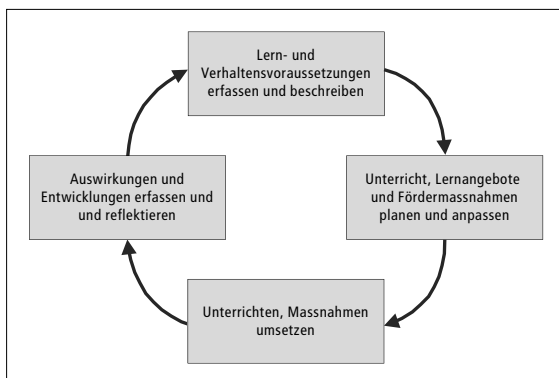 Lern- und
Verhaltensvoraussetzungen
erfassen und beschreiben
Unterricht, Lernangebote
und Fördermassnahmen
planen und anpassen
Unterrichten, Massnahmen
umsetzen
Auswirkungen und
Entwicklungen erfassen und
und reflektieren